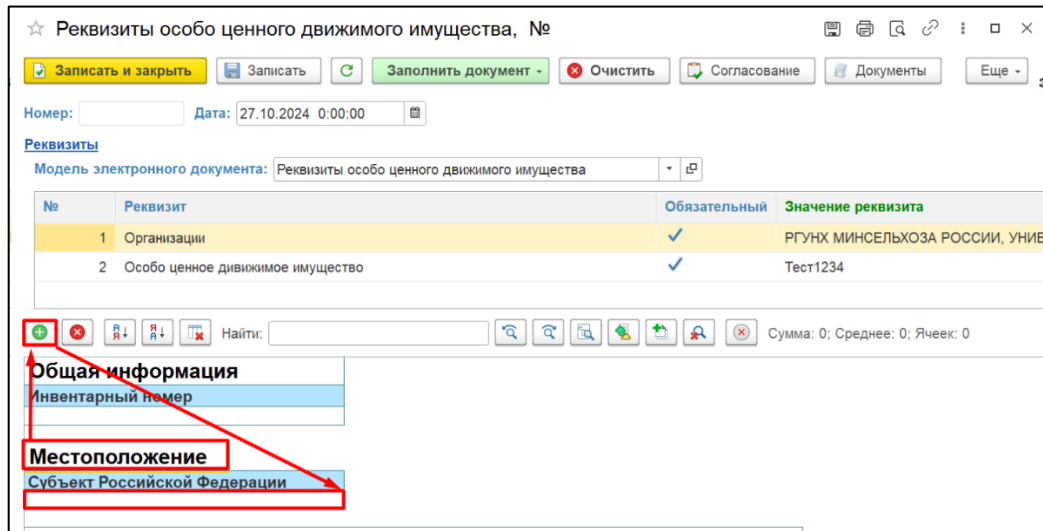 Реквизиты особо ценного движимого имущества, №
Записать и закрыть Записать Заполнить документ Очистить Согласование Документы Еще
Номер: Дата: 27.10.2024 0:00:00
Реквизиты
Модель электронного документа: Реквизиты особо ценного движимого имущества
№ Реквизит Обязательный Значение реквизита
1 Организации РГУНХ МИНСЕЛЬХОЗА РОССИИ, УНИВЕ
2 Особо ценное дивижимое имущество Тест1234
Найти: Сумма: 0; Среднее: 0; Ячеек: 0
Общая информация
Инвентарный номер
Местоположение
Субъект Российской Федерации